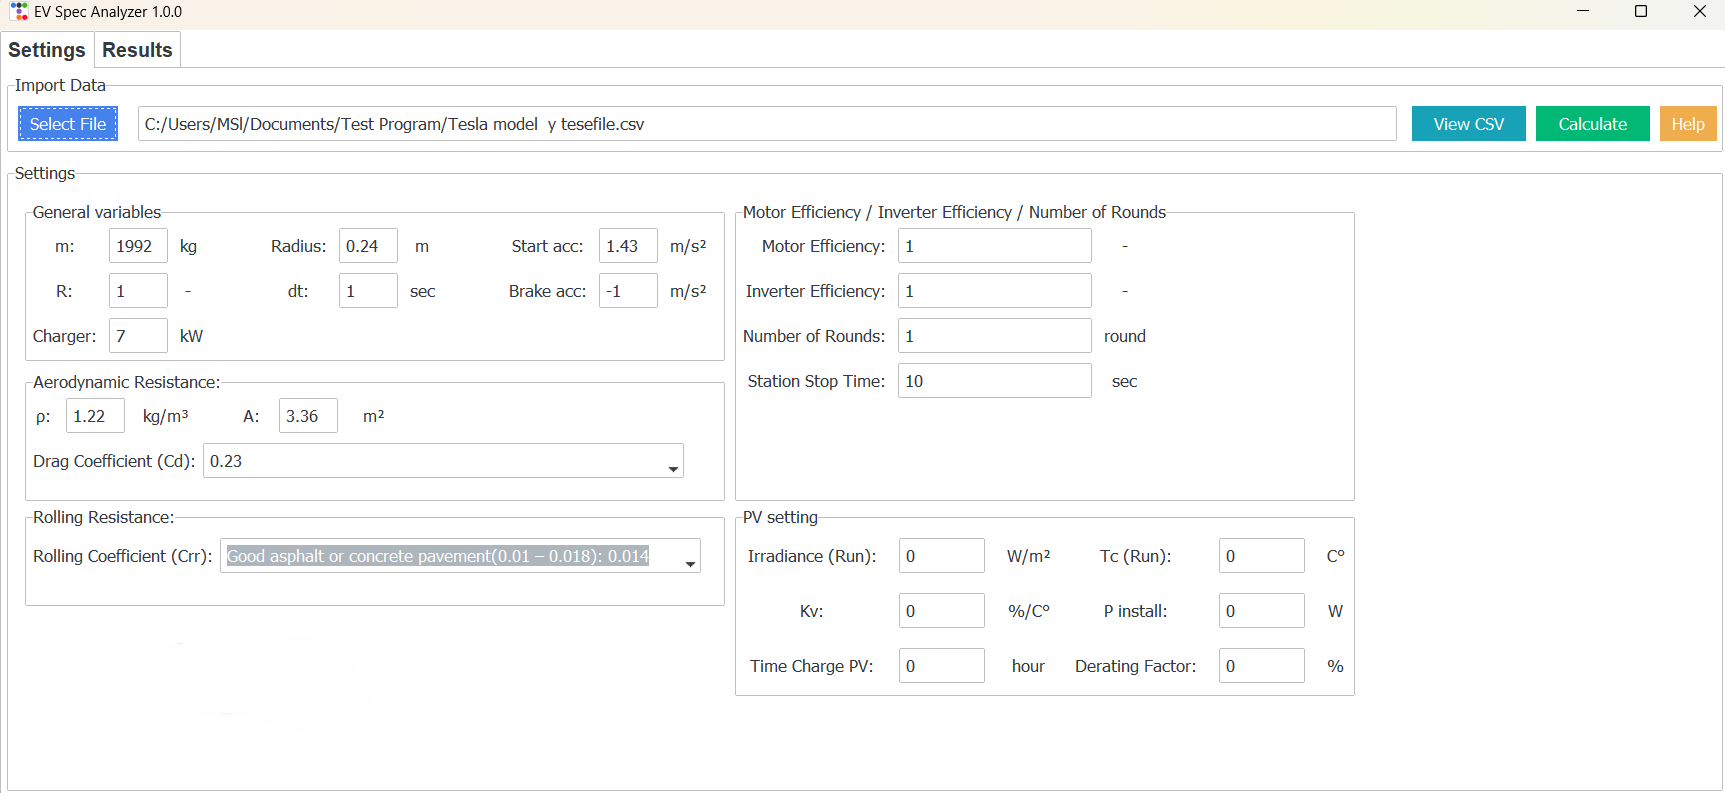 EV Spec Analyzer 1.0.0
Settings Results
Import Data
Select File C:/Users/MSI/Documents/Test Program/Tesla model  y tesefile.csv View CSV Calculate Help
Settings
General variables
m: 1992 kg Radius: 0.24 m Start acc: 1.43 m/s²
R: 1 - dt: 1 sec Brake acc: -1 m/s²
Charger: 7 kW
Aerodynamic Resistance:
ρ: 1.22 kg/m³ A: 3.36 m²
Drag Coefficient (Cd): 0.23
Rolling Resistance:
Rolling Coefficient (Crr): Good asphalt or concrete pavement(0.01 – 0.018): 0.014
Motor Efficiency / Inverter Efficiency / Number of Rounds
Motor Efficiency: 1 -
Inverter Efficiency: 1 -
Number of Rounds: 1 round
Station Stop Time: 10 sec
PV setting
Irradiance (Run): 0 W/m² Tc (Run): 0 C°
Kv: 0 %/C° P install: 0 W
Time Charge PV: 0 hour Derating Factor: 0 %